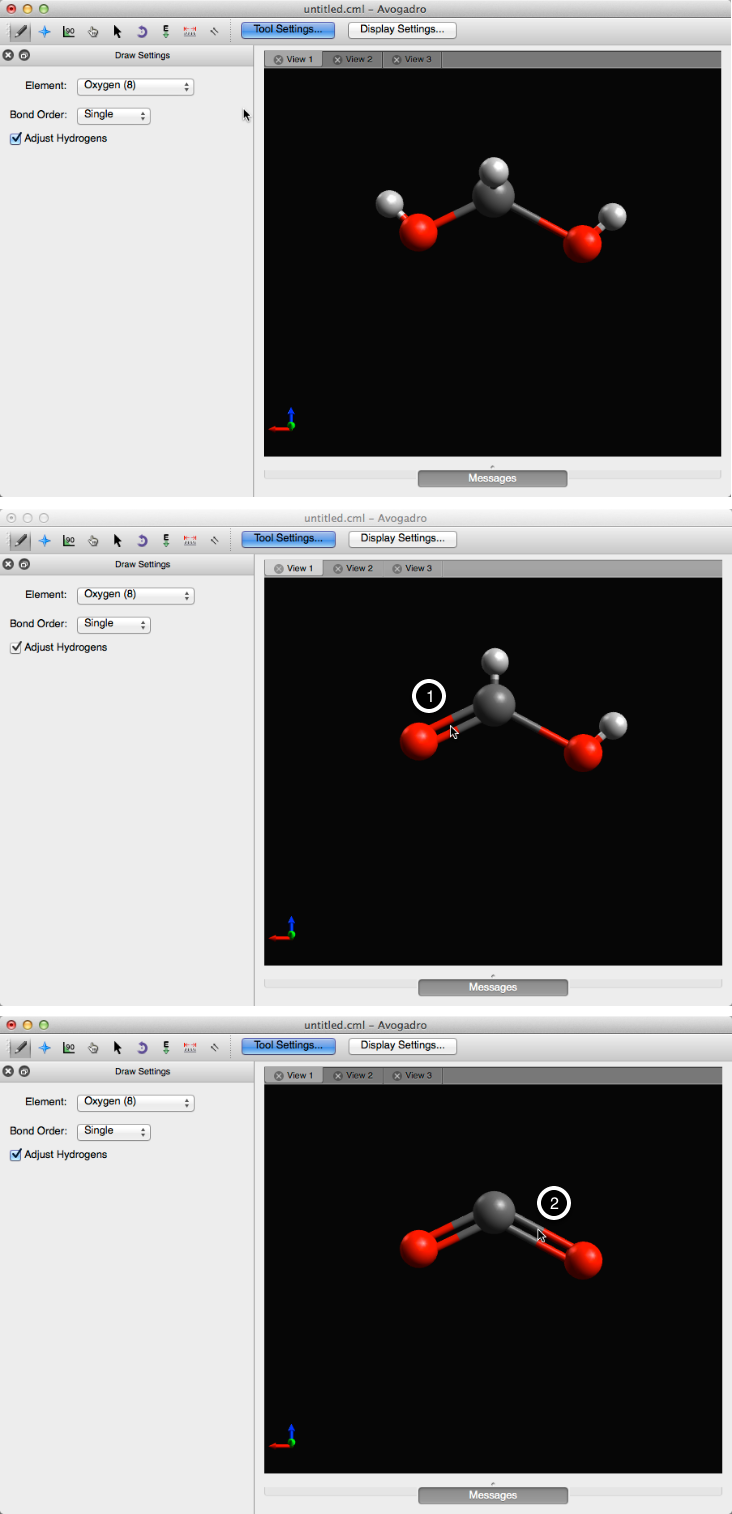 untitled.cml – Avogadro
90 E Tool Settings... Display Settings...
Draw Settings
View 1 View 2 View 3
Element: Oxygen (8)
Bond Order: Single
Adjust Hydrogens
Messages
untitled.cml – Avogadro
90 E Tool Settings... Display Settings...
Draw Settings
View 1 View 2 View 3
Element: Oxygen (8)
Bond Order: Single
Adjust Hydrogens
1
Messages
untitled.cml – Avogadro
90 E Tool Settings... Display Settings...
Draw Settings
View 1 View 2 View 3
Element: Oxygen (8)
Bond Order: Single
Adjust Hydrogens
2
Messages